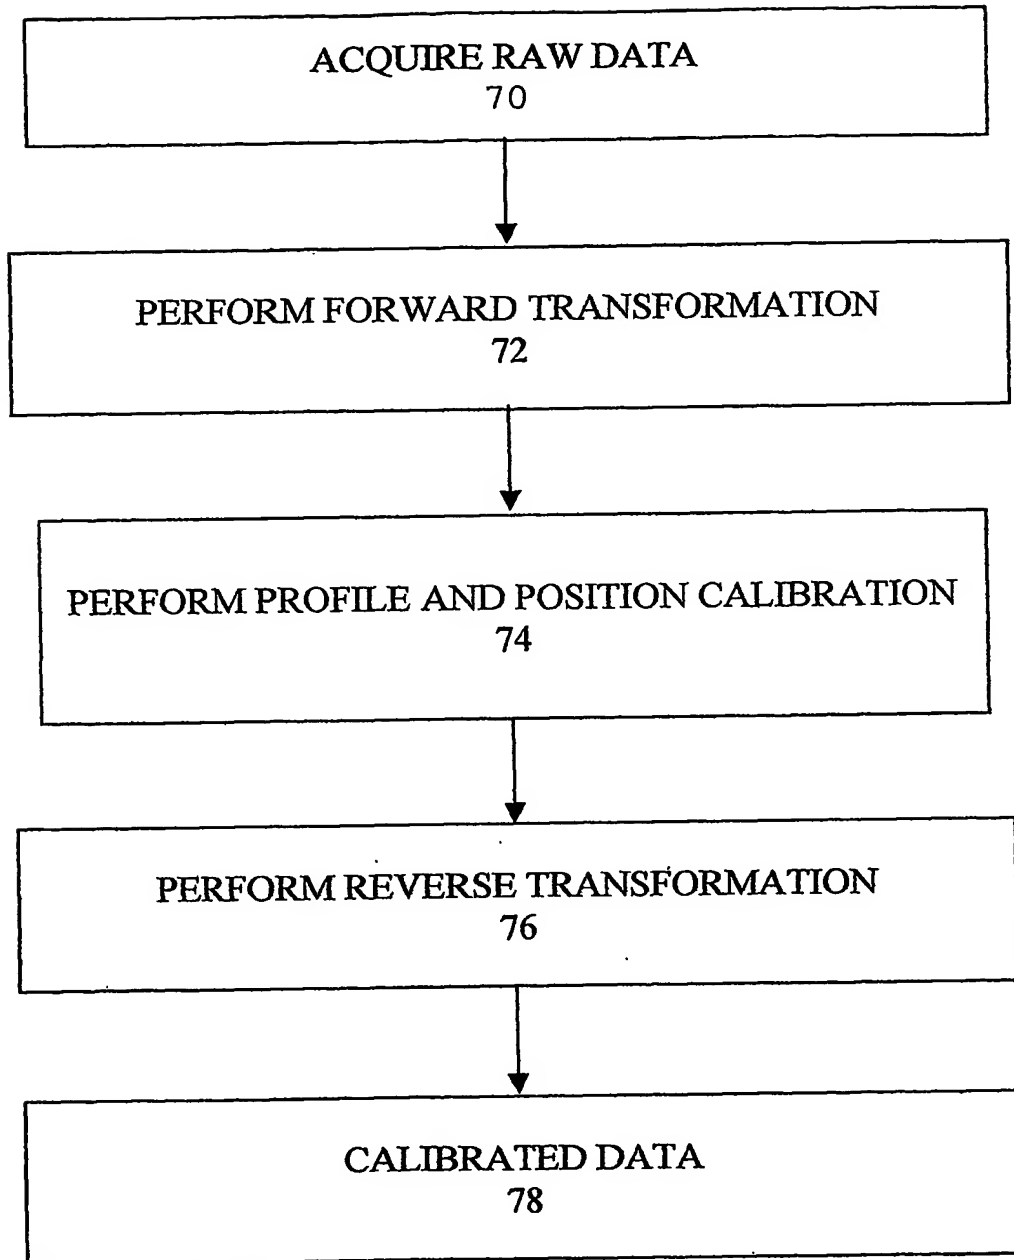 ACQUIRE RAW DATA
70
PERFORM FORWARD TRANSFORMATION
72
PERFORM PROFILE AND POSITION CALIBRATION
74
PERFORM REVERSE TRANSFORMATION
76
CALIBRATED DATA
78